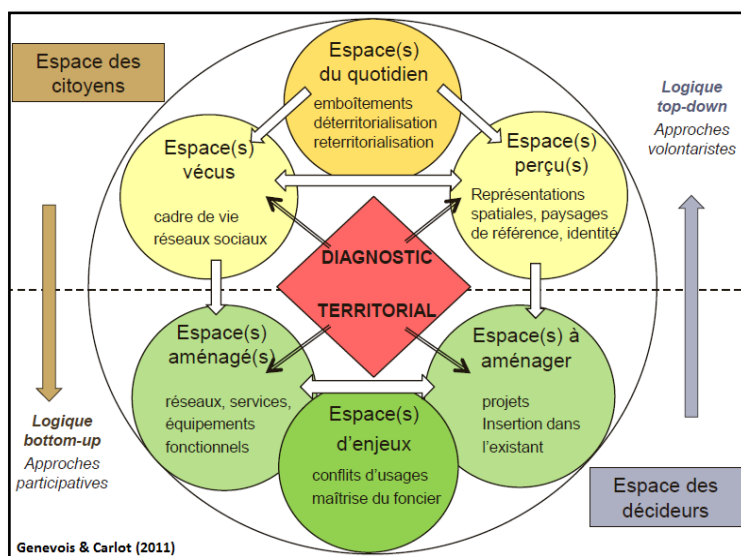 Espace des
citoyens
Espace(s)
du quotidien
emboîtements
déterritorialisation
reterritorialisation
Logique
top-down
Approches
volontaristes
Espace(s)
vécus
cadre de vie
réseaux sociaux
Espace(s)
perçu(s)
Représentations
spatiales, paysages
de référence, identité
DIAGNOSTIC
TERRITORIAL
Espace(s)
aménagé(s)
réseaux, services,
équipements
fonctionnels
Espace(s) à
aménager
projets
Insertion dans
l'existant
Espace(s)
d'enjeux
conflits d'usages
maîtrise du foncier
Logique
bottom-up
Approches
participatives
Espace des
décideurs
Genevois & Carlot (2011)